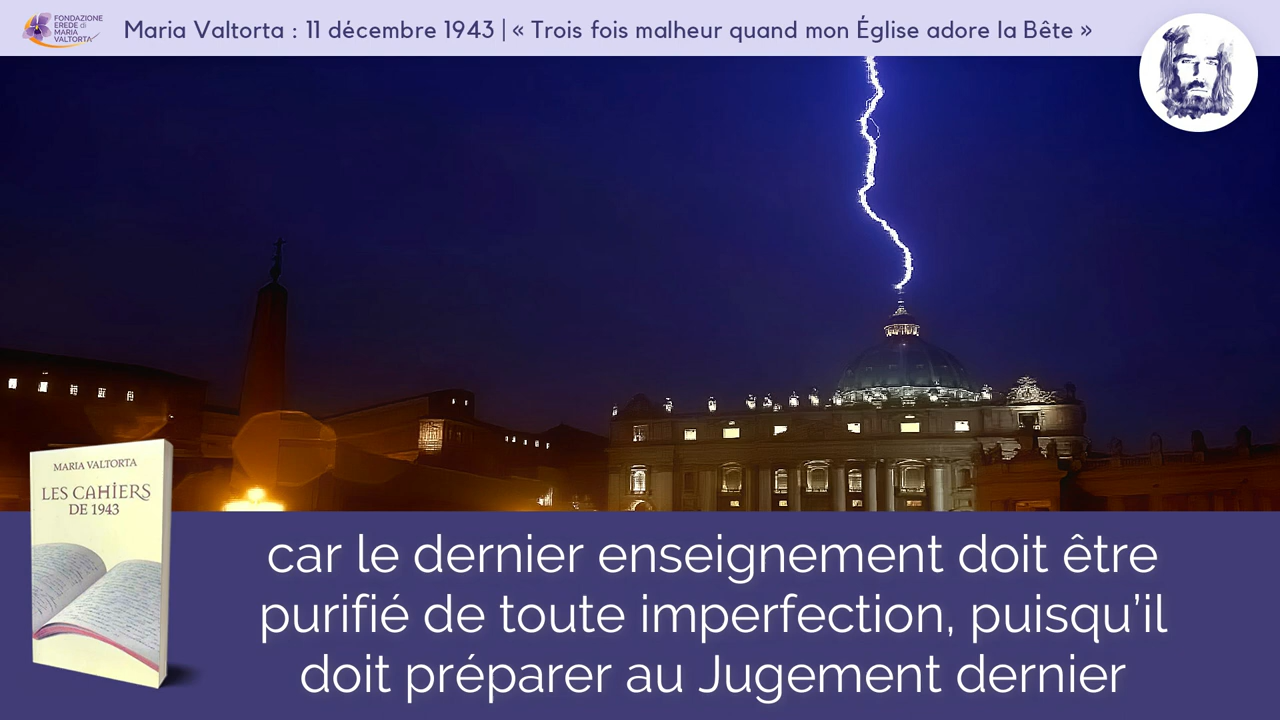 FONDAZIONE
EREDE di
MARIA
VALTORTA
Maria Valtorta : 11 décembre 1943 | « Trois fois malheur quand mon Église adore la Bête »
MARIA VALTORTA
LES CAHIERS
DE 1943
car le dernier enseignement doit être
purifié de toute imperfection, puisqu’il
doit préparer au Jugement dernier